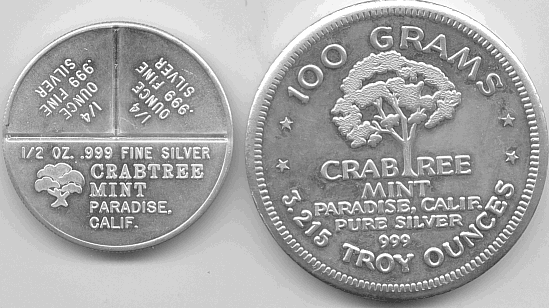 1/4
OUNCE
.999 FINE
SILVER
1/4
OUNCE
.999 FINE
SILVER
1/2 OZ. .999 FINE SILVER
CRABTREE
MINT
PARADISE,
CALIF.
100 GRAMS
CRABTREE
MINT
PARADISE, CALIF.
PURE SILVER
999
3.215 TROY OUNCES